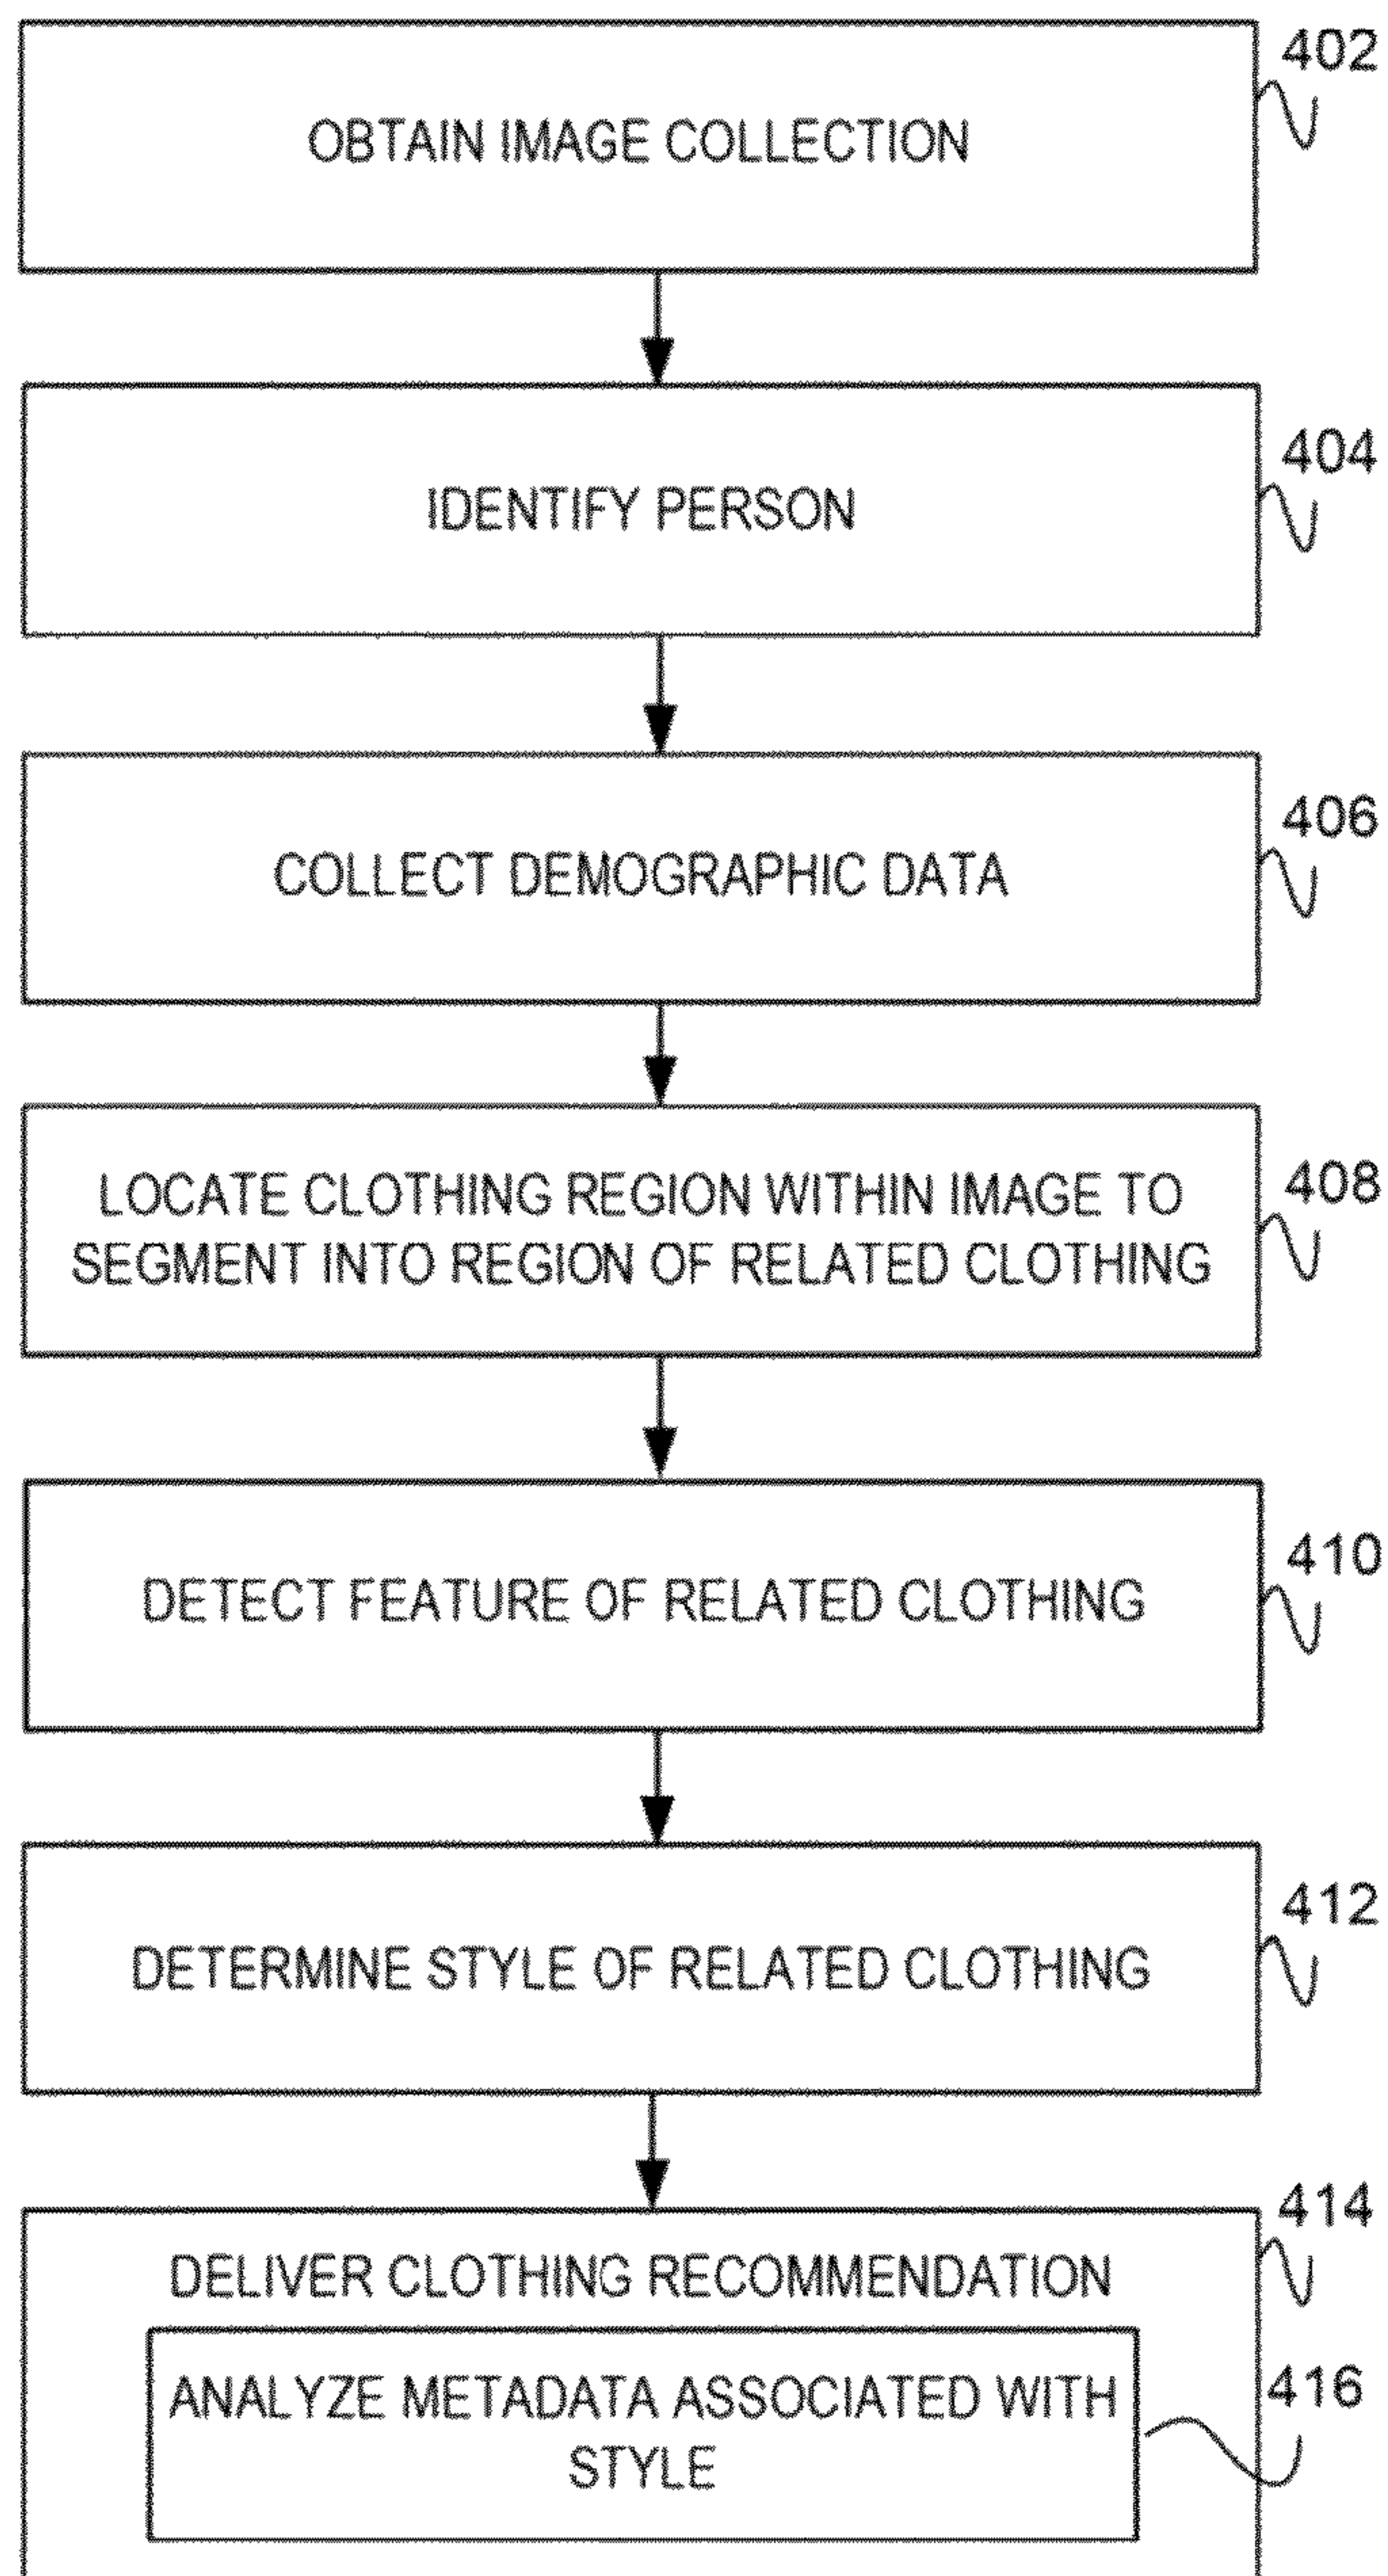 402
OBTAIN IMAGE COLLECTION
404
IDENTIFY PERSON
406
COLLECT DEMOGRAPHIC DATA
408
LOCATE CLOTHING REGION WITHIN IMAGE TO
SEGMENT INTO REGION OF RELATED CLOTHING
410
DETECT FEATURE OF RELATED CLOTHING
412
DETERMINE STYLE OF RELATED CLOTHING
414
DELIVER CLOTHING RECOMMENDATION
416
ANALYZE METADATA ASSOCIATED WITH
STYLE